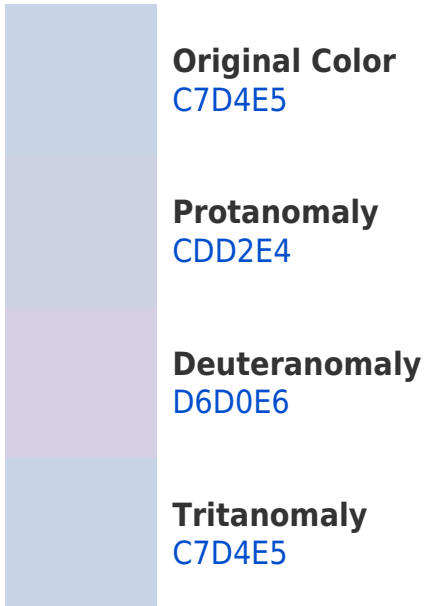 Original Color
C7D4E5
Protanomaly
CDD2E4
Deuteranomaly
D6D0E6
Tritanomaly
C7D4E5